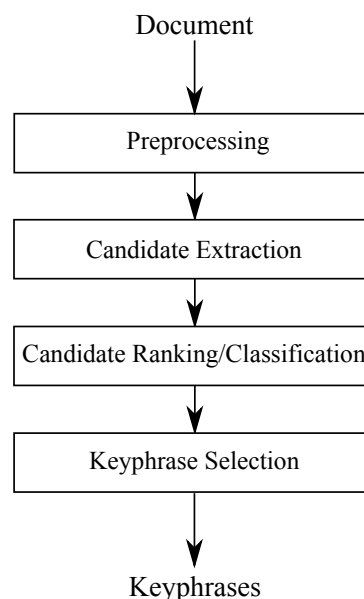 Document
Preprocessing
Candidate Extraction
Candidate Ranking/Classification
Keyphrase Selection
Keyphrases